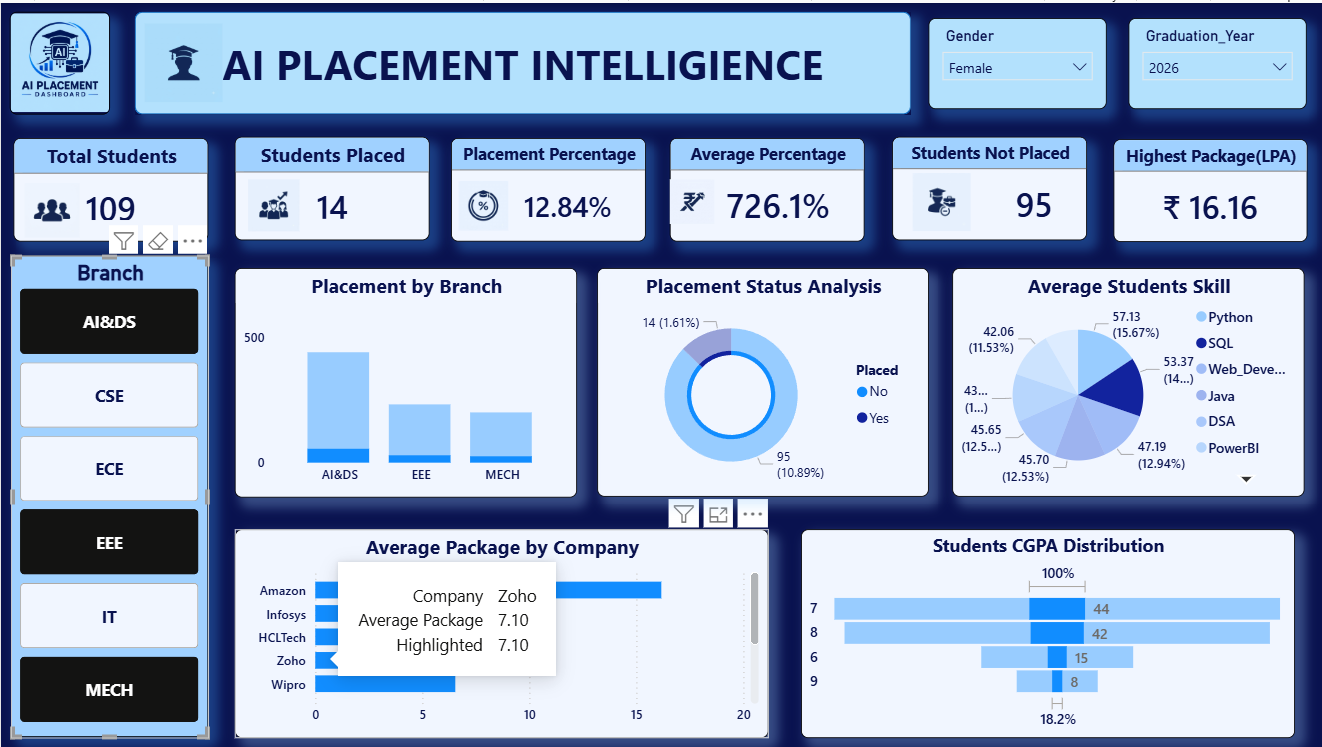 AI
AI PLACEMENT
DASHBOARD
AI PLACEMENT INTELLIGIENCE
Gender
Female
Graduation_Year
2026
Total Students
109
Students Placed
14
Placement Percentage
%
12.84%
Average Percentage
₹
726.1%
Students Not Placed
95
Highest Package(LPA)
₹ 16.16
Branch
AI&DS
CSE
ECE
EEE
IT
MECH
Placement by Branch
500
0
AI&DS
EEE
MECH
Placement Status Analysis
14 (1.61%)
95
(10.89%)
Placed
No
Yes
Average Students Skill
57.13
(15.67%)
53.37
(14...)
47.19
(12.94%)
45.70
(12.53%)
45.65
(12.5...)
43...
(1...)
42.06
(11.53%)
Python
SQL
Web_Deve...
Java
DSA
PowerBI
Average Package by Company
Amazon
Infosys
HCLTech
Zoho
Wipro
0 5 10 15 20
Company Zoho
Average Package 7.10
Highlighted 7.10
Students CGPA Distribution
100%
7 44
8 42
6 15
9 8
18.2%